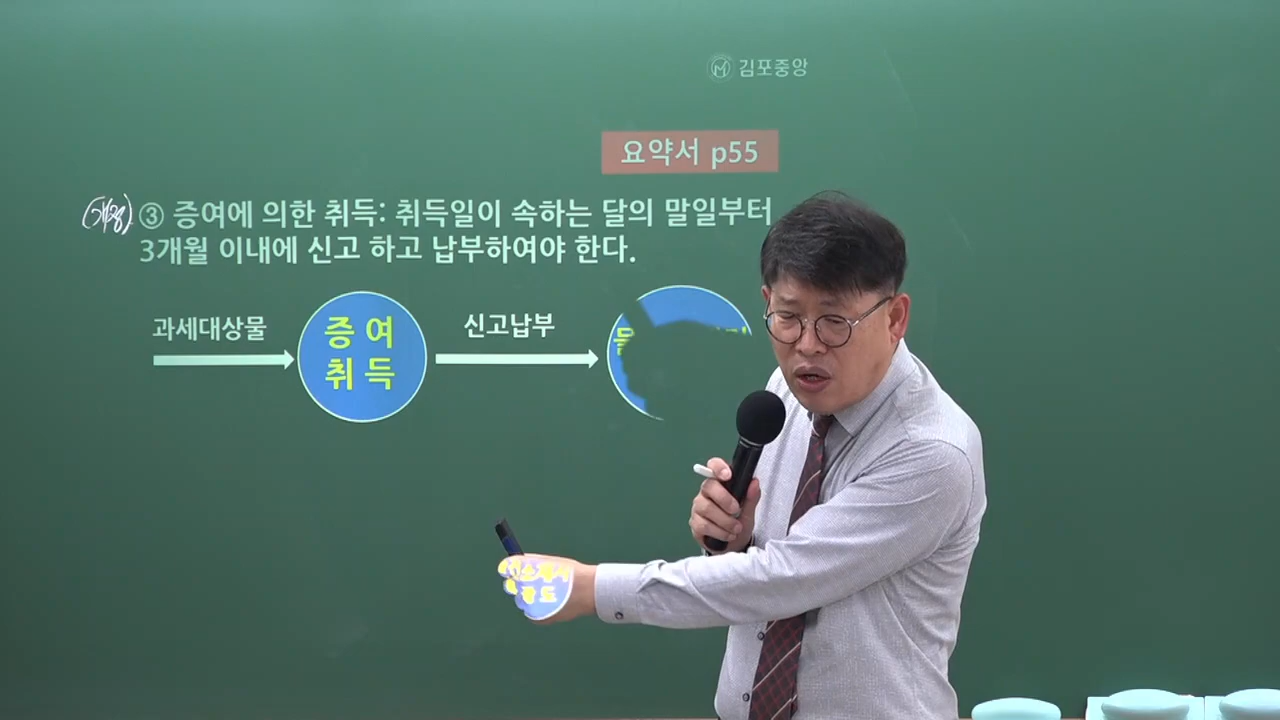 김포중앙
요약서 p55
(개정) ③ 증여에 의한 취득: 취득일이 속하는 달의 말일부터
3개월 이내에 신고 하고 납부하여야 한다.
과세대상물
증여
취득
신고납부